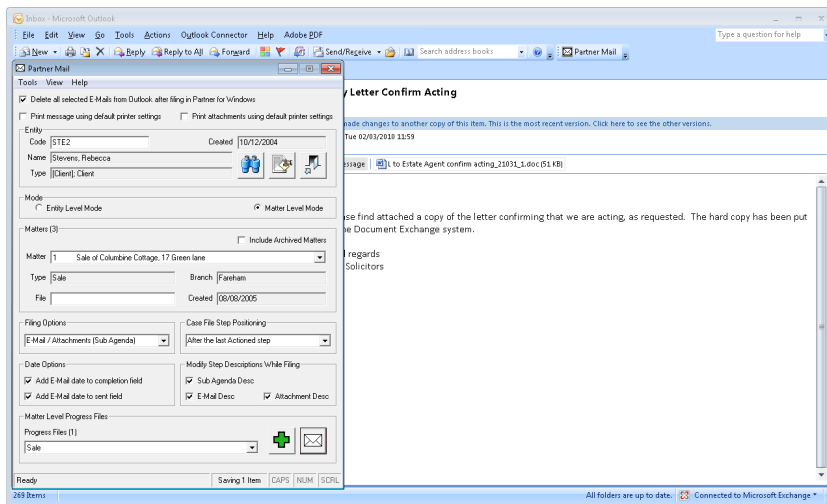 Inbox - Microsoft Outlook
File Edit View Go Tools Actions Outlook Connector Help Adobe PDF
Type a question for help
New Reply Reply to All Forward Send/Receive Search address books Partner Mail
Partner Mail
Tools View Help
Delete all selected E-Mails from Outlook after filing in Partner for Windows
Print message using default printer settings Print attachments using default printer settings
Entity
Code STE2 Created 10/12/2004
Name Stevens, Rebecca
Type [Client]; Client
Mode
Entity Level Mode Matter Level Mode
Matters (3)
Include Archived Matters
Matter 1 Sale of Columbine Cottage, 17 Green lane
Type Sale Branch Fareham
File Created 08/08/2005
Filing Options Case File Step Positioning
E-Mail / Attachments (Sub Agenda) After the last Actioned step
Date Options Modify Step Descriptions While Filing
Add E-Mail date to completion field Sub Agenda Desc
Add E-Mail date to sent field E-Mail Desc Attachment Desc
Matter Level Progress Files
Progress Files (1)
Sale
Ready Saving 1 Item CAPS NUM SCRL
y Letter Confirm Acting
made changes to another copy of this item. This is the most recent version. Click here to see the other versions.
Tue 02/03/2010 11:59
essage L to Estate Agent confirm acting_21031_1.doc (51 KB)
ase find attached a copy of the letter confirming that we are acting, as requested. The hard copy has been put
he Document Exchange system.
regards
Solicitors
269 Items All folders are up to date. Connected to Microsoft Exchange